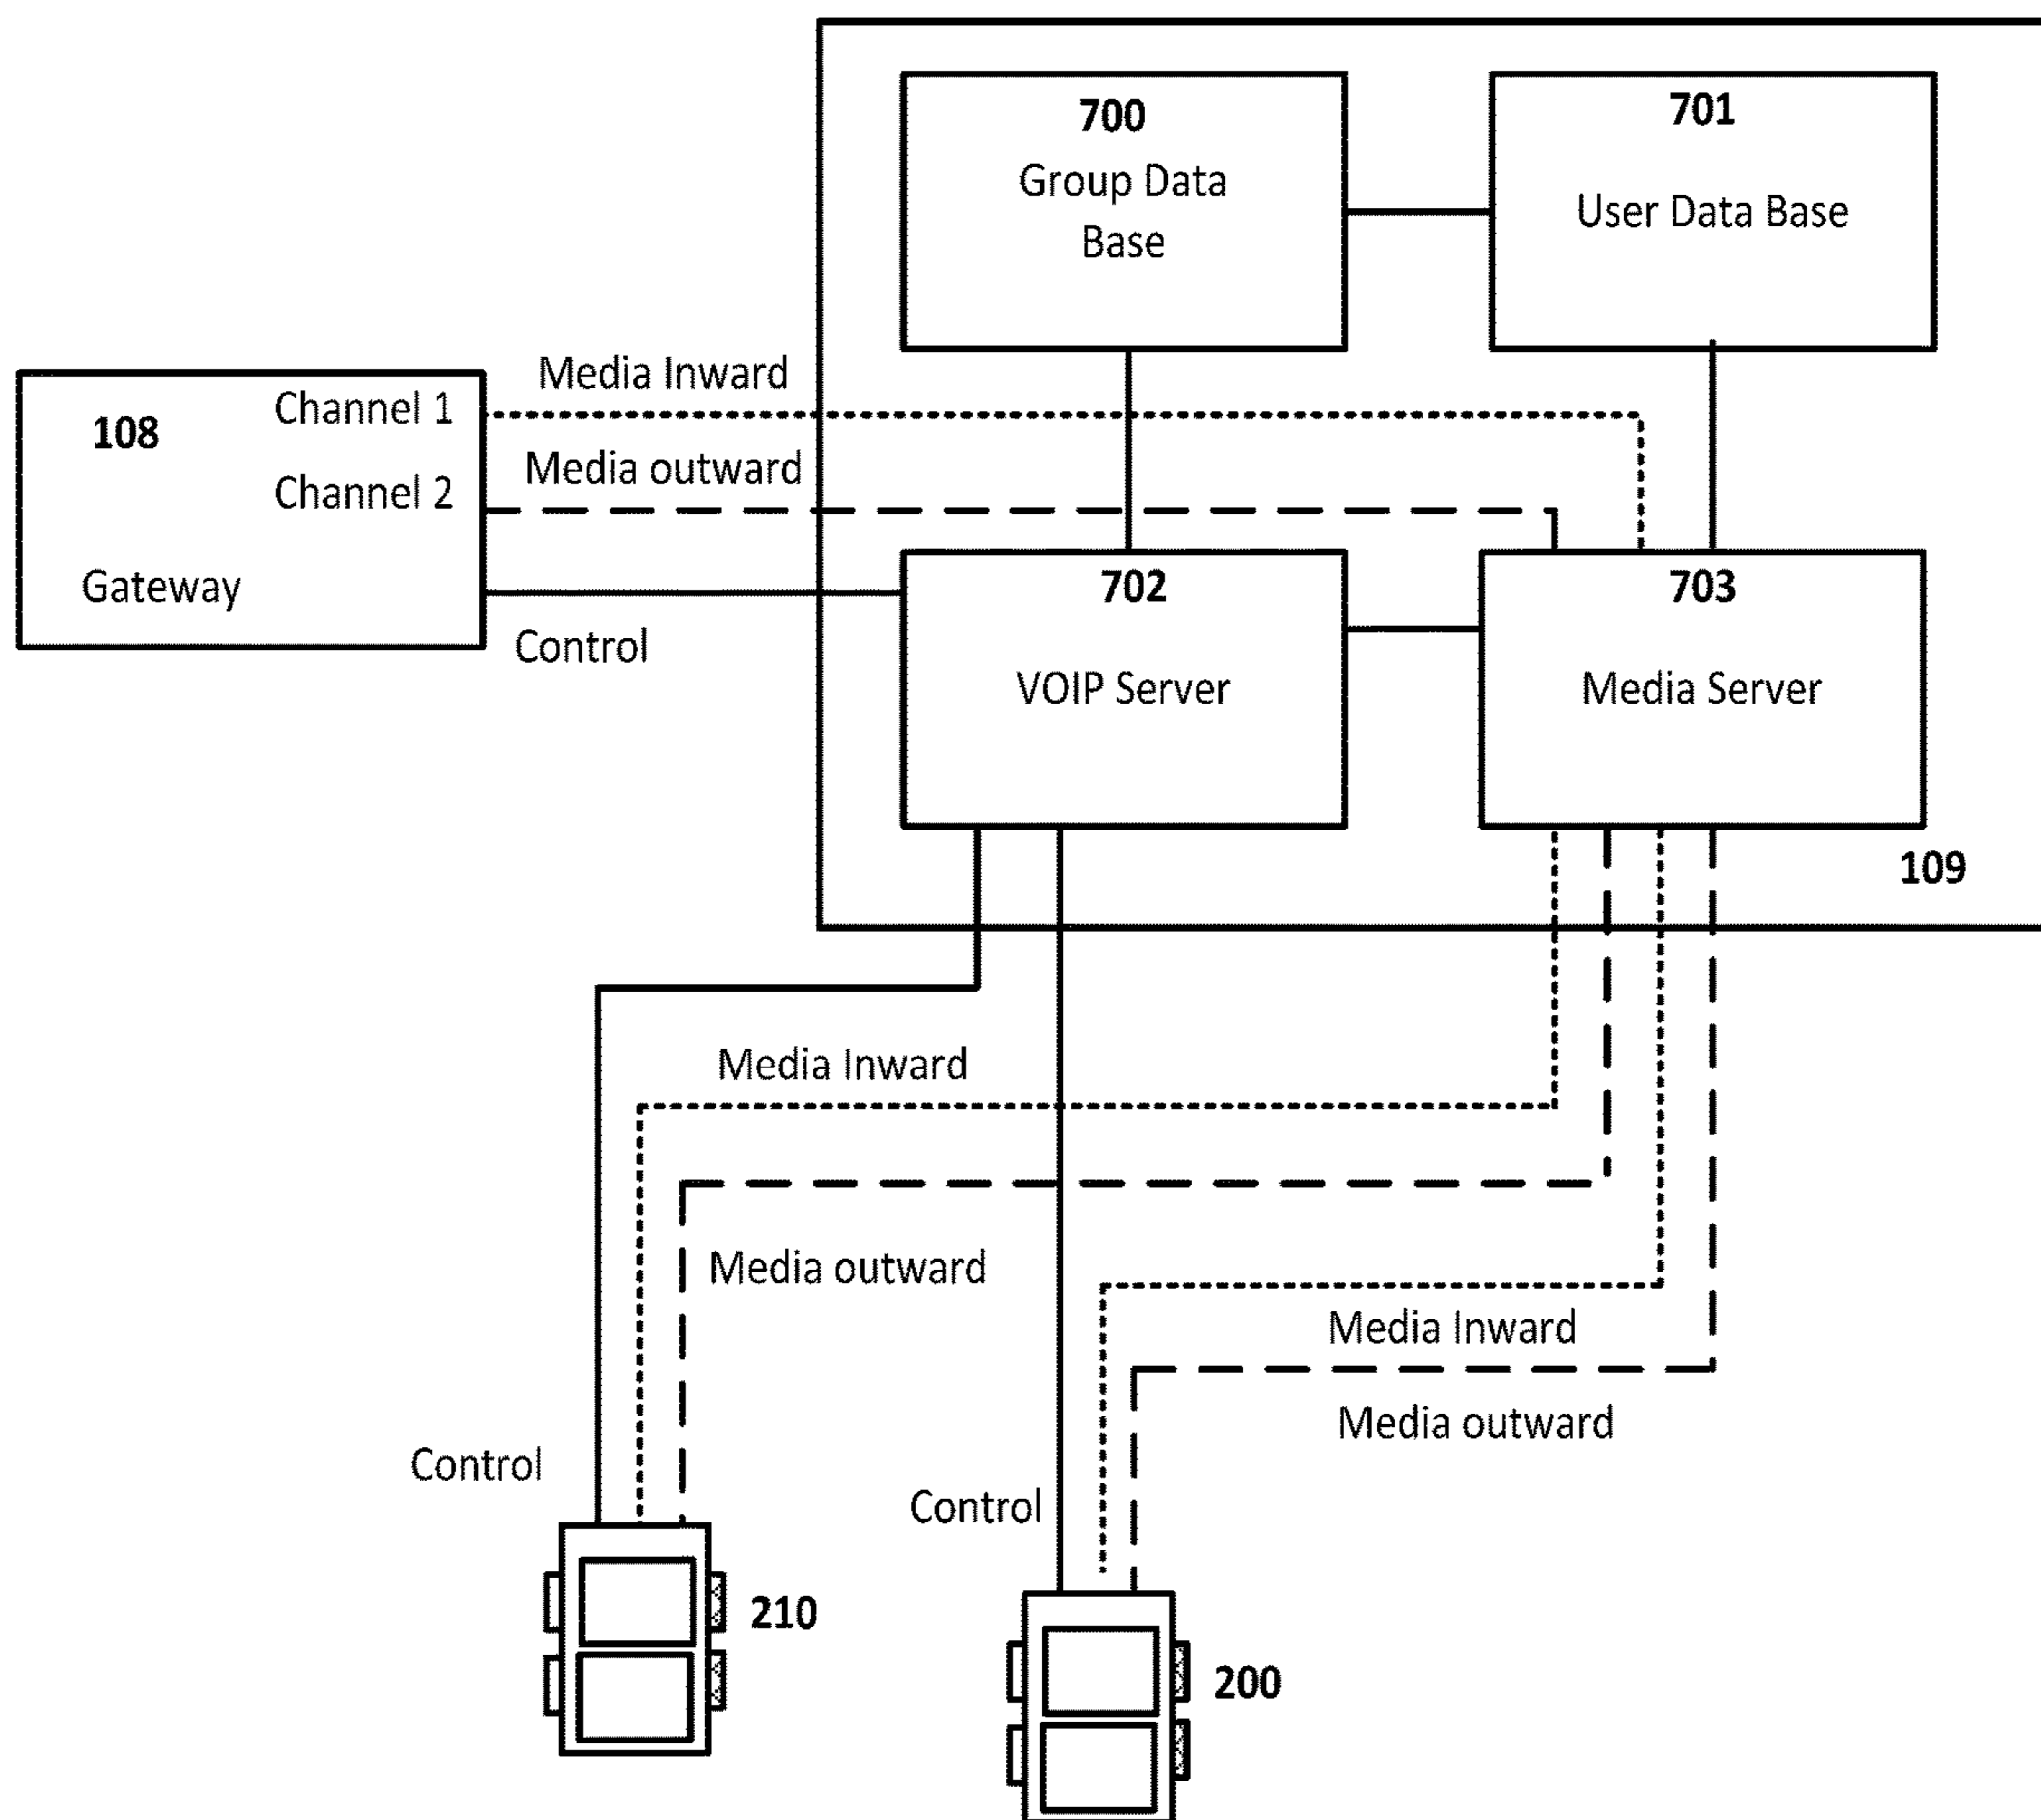 700
Group Data
Base
701
User Data Base
108
Channel 1
Channel 2
Gateway
Media Inward
Media outward
Control
702
VOIP Server
703
Media Server
109
Media Inward
Media outward
Media Inward
Media outward
Control
Control
210
200